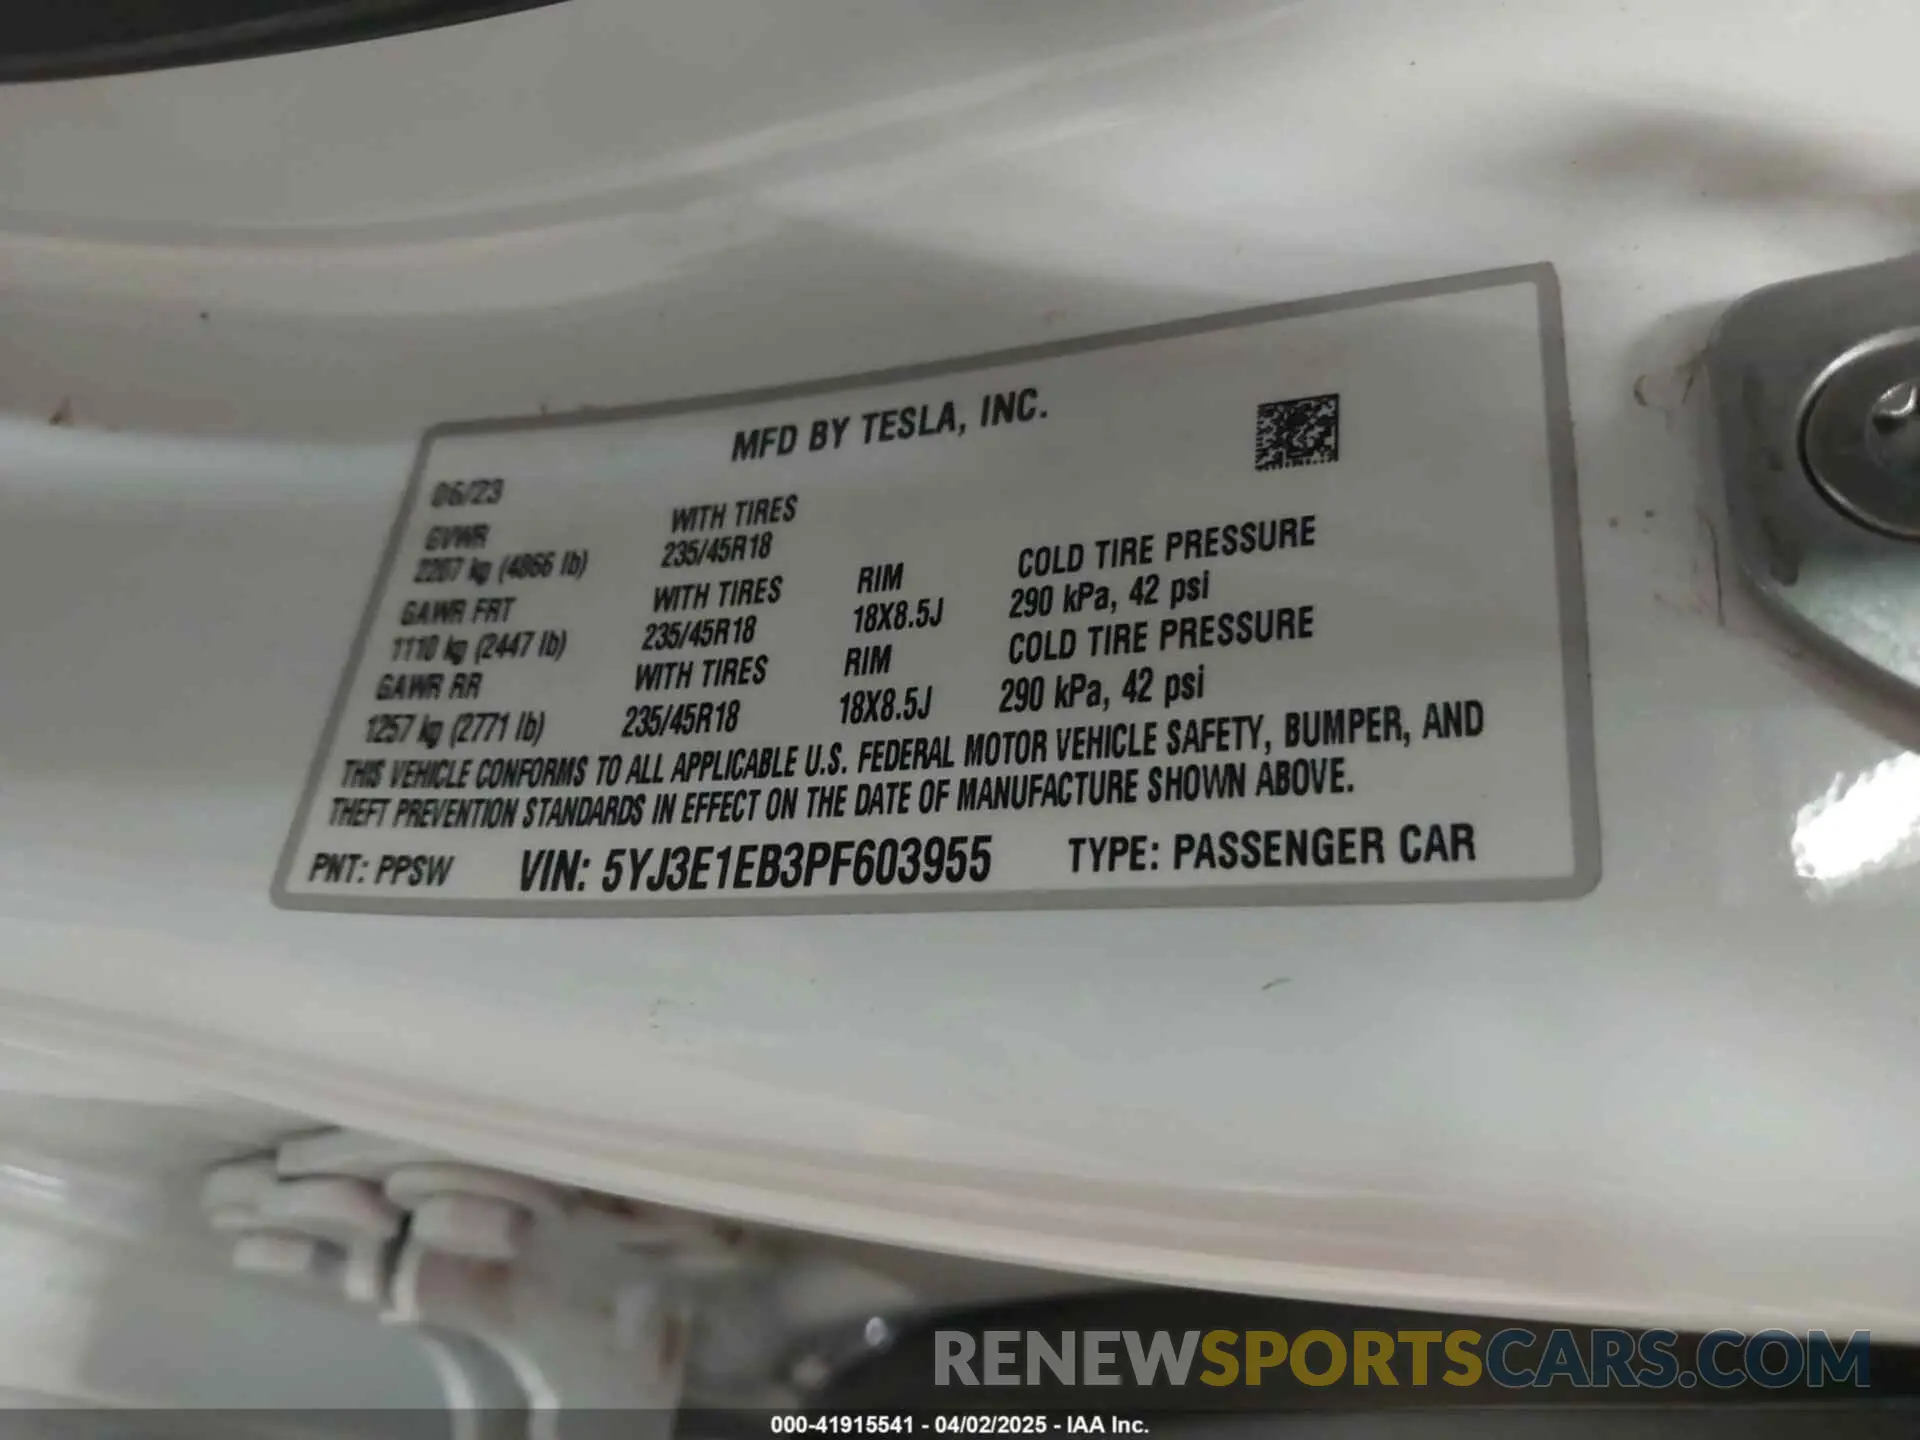 MFD BY TESLA, INC.
06/23
GVWR WITH TIRES
2207 kg (4866 lb) 235/45R18
GAWR FRT WITH TIRES RIM COLD TIRE PRESSURE
1110 kg (2447 lb) 235/45R18 18X8.5J 290 kPa, 42 psi
GAWR RR WITH TIRES RIM COLD TIRE PRESSURE
1257 kg (2771 lb) 235/45R18 18X8.5J 290 kPa, 42 psi
THIS VEHICLE CONFORMS TO ALL APPLICABLE U.S. FEDERAL MOTOR VEHICLE SAFETY, BUMPER, AND
THEFT PREVENTION STANDARDS IN EFFECT ON THE DATE OF MANUFACTURE SHOWN ABOVE.
PNT: PPSW VIN: 5YJ3E1EB3PF603955 TYPE: PASSENGER CAR
RENEWSPORTSCARS.COM
000-41915541 - 04/02/2025 - IAA Inc.